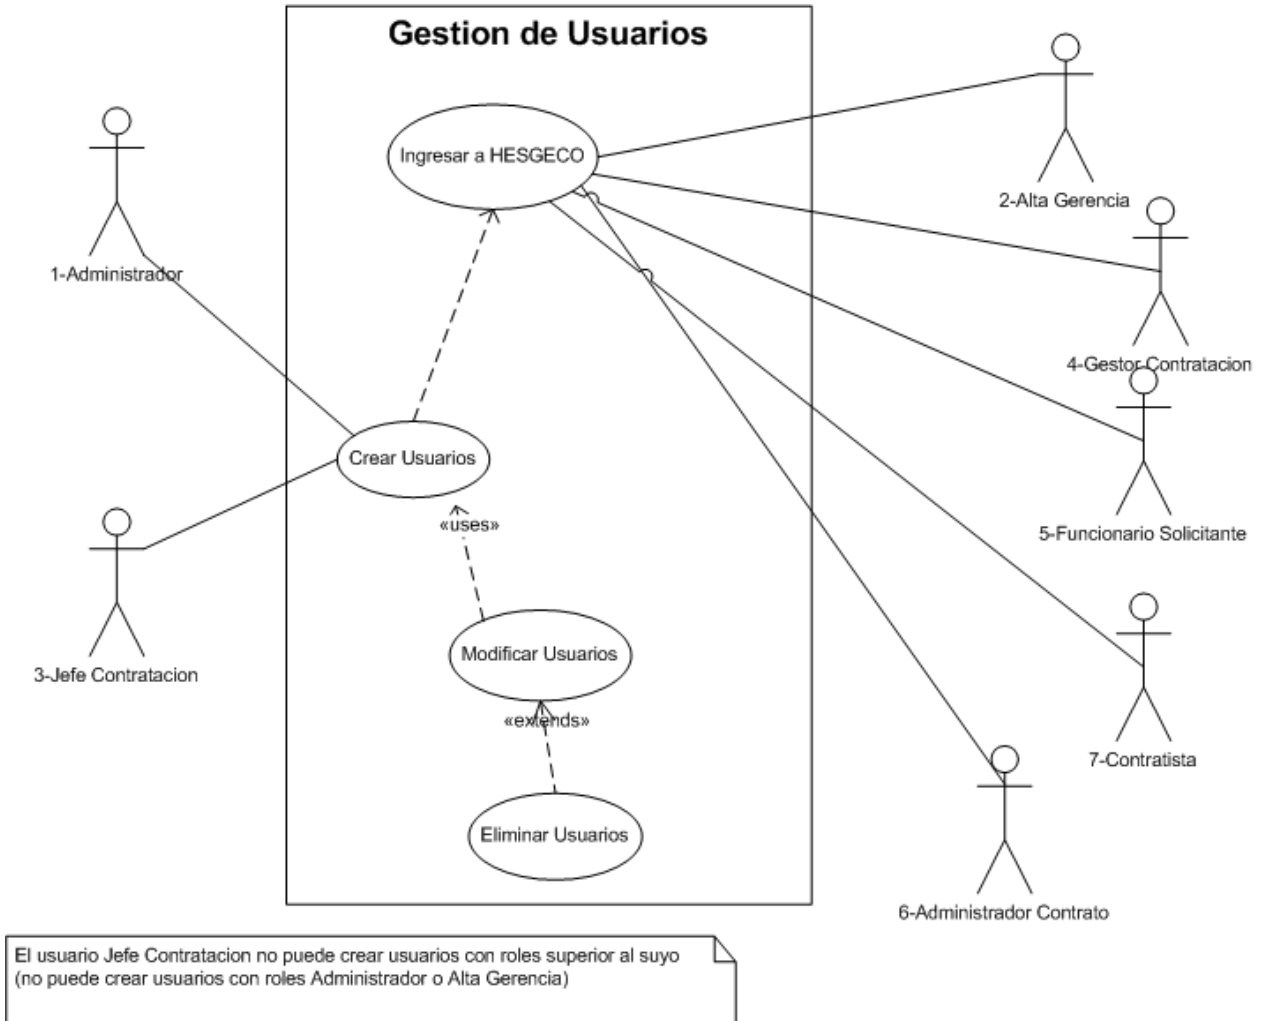 Gestion de Usuarios
Ingresar a HESGECO
2-Alta Gerencia
1-Administrador
4-Gestor Contratacion
Crear Usuarios
«uses»
5-Funcionario Solicitante
3-Jefe Contratacion
Modificar Usuarios
«extends»
7-Contratista
Eliminar Usuarios
6-Administrador Contrato
El usuario Jefe Contratacion no puede crear usuarios con roles superior al suyo
(no puede crear usuarios con roles Administrador o Alta Gerencia)